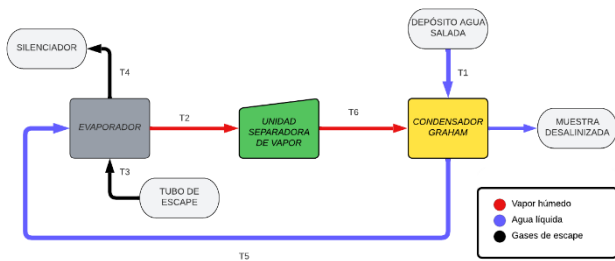 DEPÓSITO AGUA
SALADA
SILENCIADOR
T4
T1
EVAPORADOR
T2
UNIDAD
SEPARADORA
DE VAPOR
T6
CONDENSADOR
GRAHAM
MUESTRA
DESALINIZADA
T3
TUBO DE
ESCAPE
Vapor húmedo
Agua líquida
Gases de escape
T5